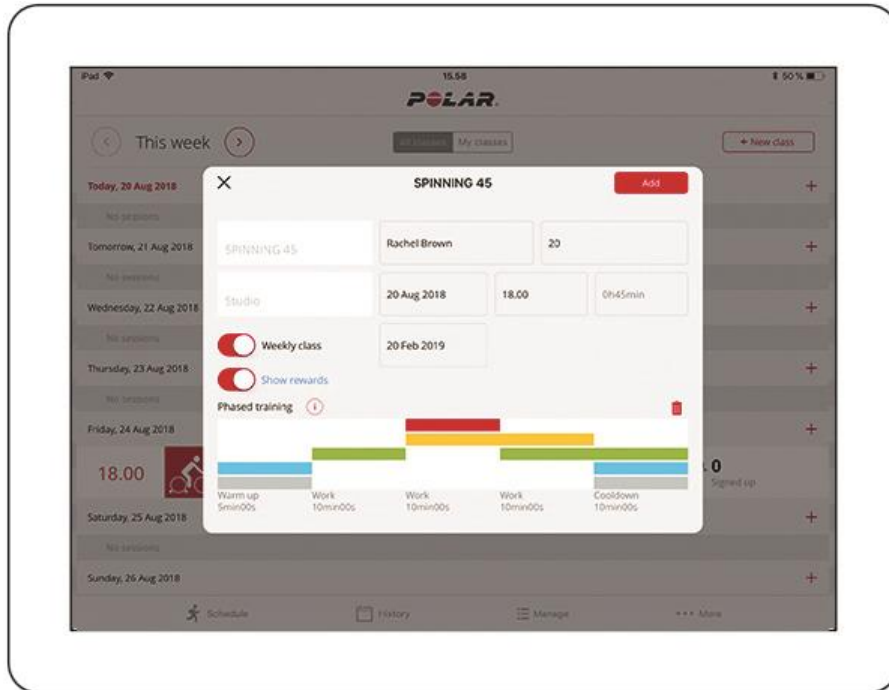 iPad 15.58 50 %
POLAR.
This week All classes My classes + New class
Today, 20 Aug 2018 +
No sessions
Tomorrow, 21 Aug 2018 +
No sessions
Wednesday, 22 Aug 2018 +
No sessions
Thursday, 23 Aug 2018 +
No sessions
Friday, 24 Aug 2018 +
18.00 0
Signed up
Saturday, 25 Aug 2018 +
No sessions
Sunday, 26 Aug 2018 +
SPINNING 45 Add
SPINNING 45 Rachel Brown 20
Studio 20 Aug 2018 18.00 0h45min
Weekly class 20 Feb 2019
Show rewards
Phased training i
Warm up Work Work Work Cooldown
5min00s 10min00s 10min00s 10min00s 10min00s
Schedule History Manage More